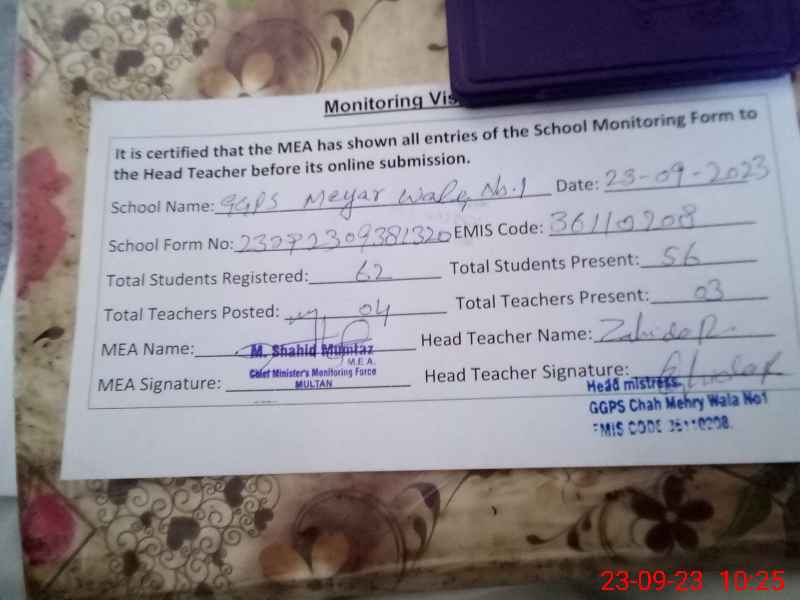 Monitoring Vis
It is certified that the MEA has shown all entries of the School Monitoring Form to
the Head Teacher before its online submission.
School Name: GGPS Meyar Wala No.1 Date: 23-09-2023
School Form No: EMIS Code: 36110208
Total Students Registered: 62 Total Students Present: 56
Total Teachers Posted: 04 Total Teachers Present: 03
MEA Name: Head Teacher Name:
M. Shahid Mumtaz
M.E.A.
Chief Minister's Monitoring Force
MULTAN
MEA Signature: Head Teacher Signature:
Head mistress
GGPS Chah Mehry Wala No1
EMIS CODE 36110208.
23-09-23 10:25